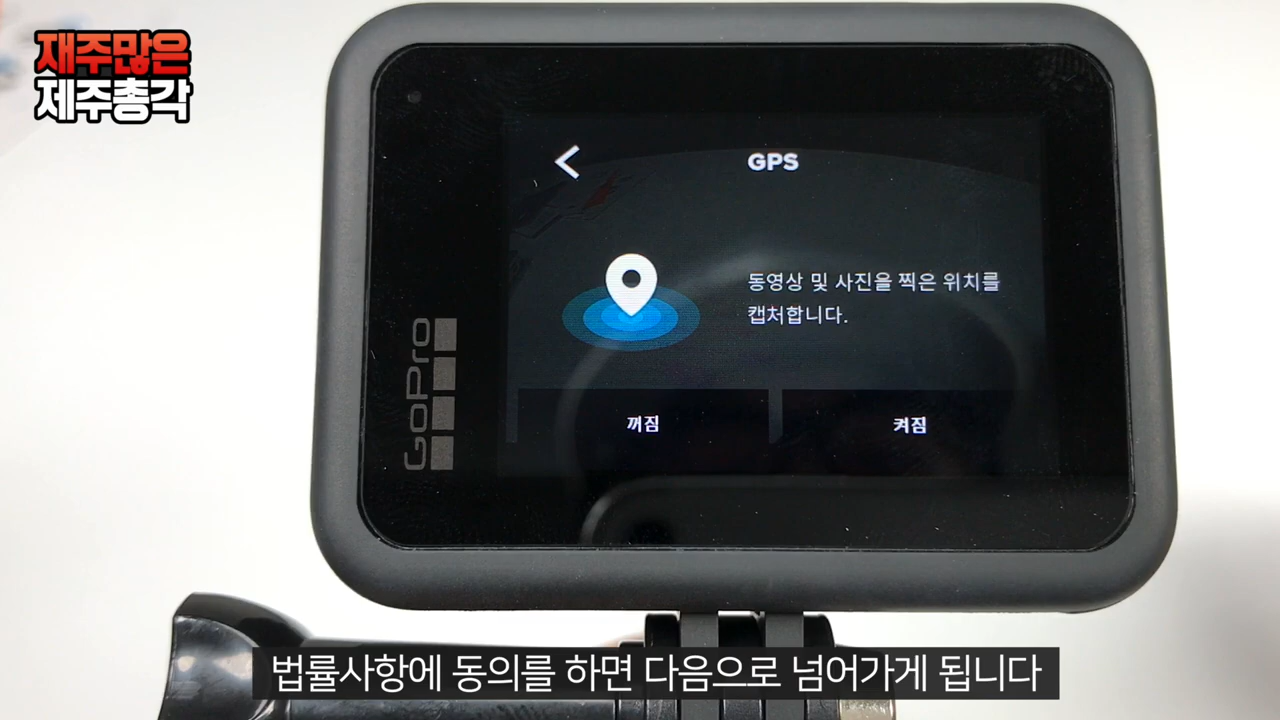 재주많은
제주총각
GPS
동영상 및 사진을 찍은 위치를
캡처합니다.
꺼짐
켜짐
GoPro
법률사항에 동의를 하면 다음으로 넘어가게 됩니다